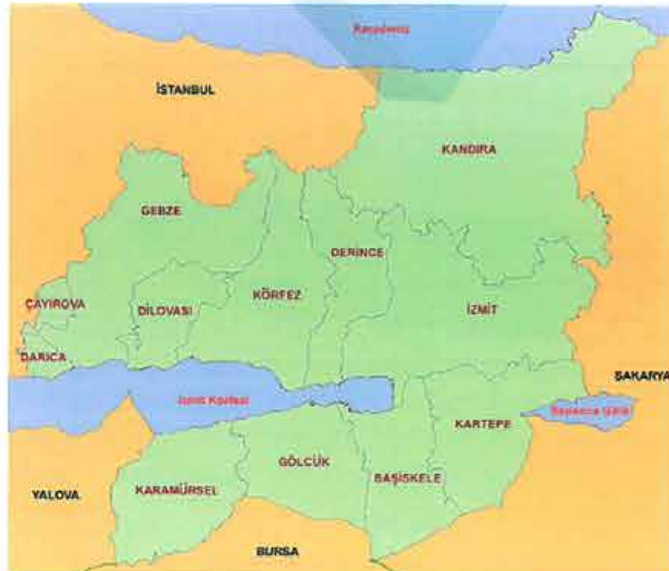 Karadeniz
İSTANBUL
KANDIRA
GEBZE
DERİNCE
ÇAYIROVA
DİLOVASI
KÖRFEZ
İZMİT
DARICA
SAKARYA
İzmit Körfezi
Sapanca Gölü
KARTEPE
GÖLCÜK
BAŞİSKELE
YALOVA
KARAMÜRSEL
BURSA